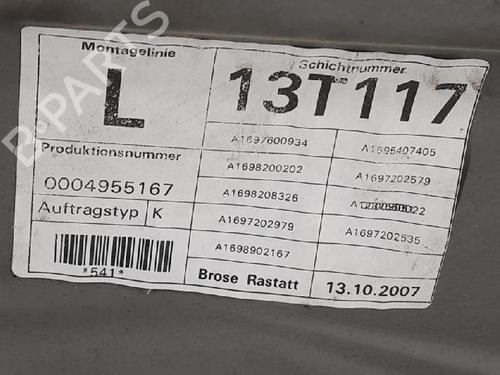 Montagelinie
L
Schichtnummer
13T117
Produktionsnummer
0004955167
Auftragstyp K
*541*
A1697600934
A1698200202
A1698208326
A1697202979
A1698902167
A1695407405
A1697202579
A1697202535
Brose Rastatt
13.10.2007
B-PARTS